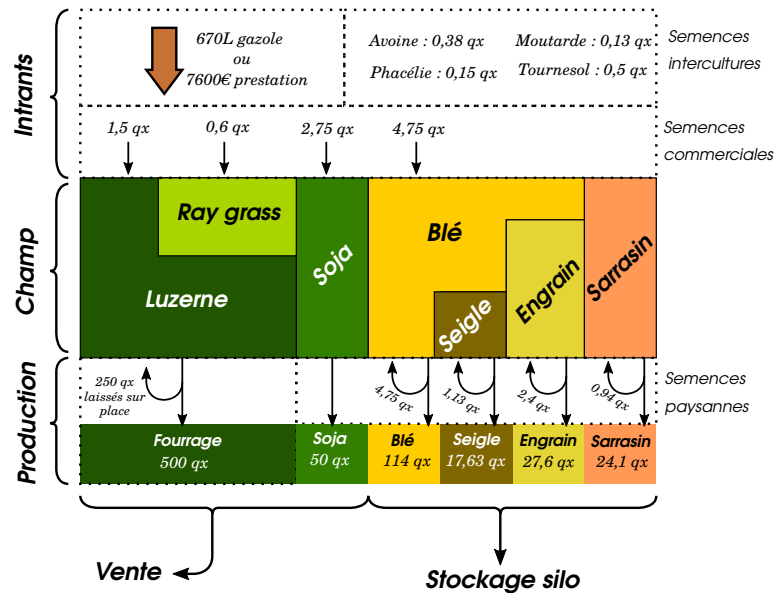 Intrants
670L gazole
ou
7600€ prestation
Avoine : 0,38 qx
Moutarde : 0,13 qx
Phacélie : 0,15 qx
Tournesol : 0,5 qx
Semences
intercultures
1,5 qx
0,6 qx
2,75 qx
4,75 qx
Semences
commerciales
Champ
Ray grass
Luzerne
Soja
Blé
Seigle
Engrain
Sarrasin
Production
250 qx
laissés sur
place
4,75 qx
1,13 qx
2,4 qx
0,94 qx
Semences
paysannes
Fourrage
500 qx
Soja
50 qx
Blé
114 qx
Seigle
17,63 qx
Engrain
27,6 qx
Sarrasin
24,1 qx
Vente
Stockage silo